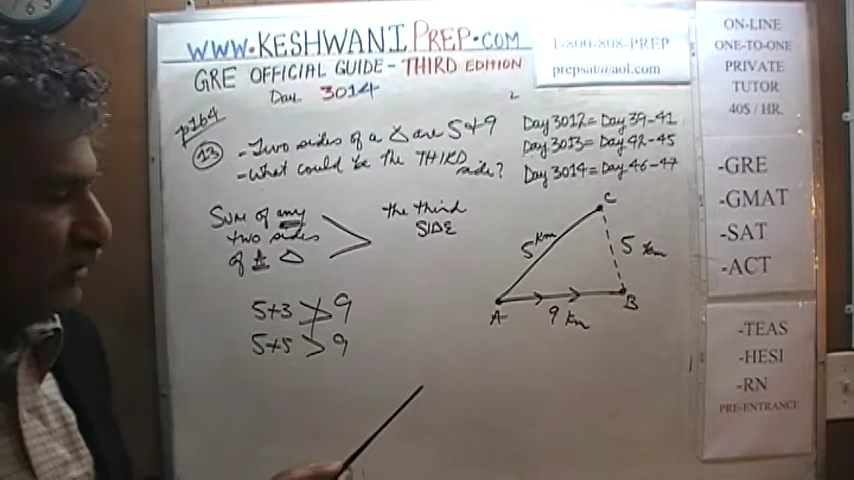 WWW.KESHWANIPREP.COM
GRE OFFICIAL GUIDE - THIRD EDITION
Day 3014
1-800-808-PREP
prepsat@aol.com
p164
13
- Two sides of a △ are 5 & 9
- What could be the THIRD side?
Day 3012 = Day 39-41
Day 3013 = Day 42-45
Day 3014 = Day 46-47
SUM of any
two sides
of A △
>
the third
SIDE
5+3 ≯ 9
5+5 > 9
C
5 km
5 km
A
B
9 km
ON-LINE
ONE-TO-ONE
PRIVATE
TUTOR
40$ / HR.
-GRE
-GMAT
-SAT
-ACT
-TEAS
-HESI
-RN
PRE-ENTRANCE